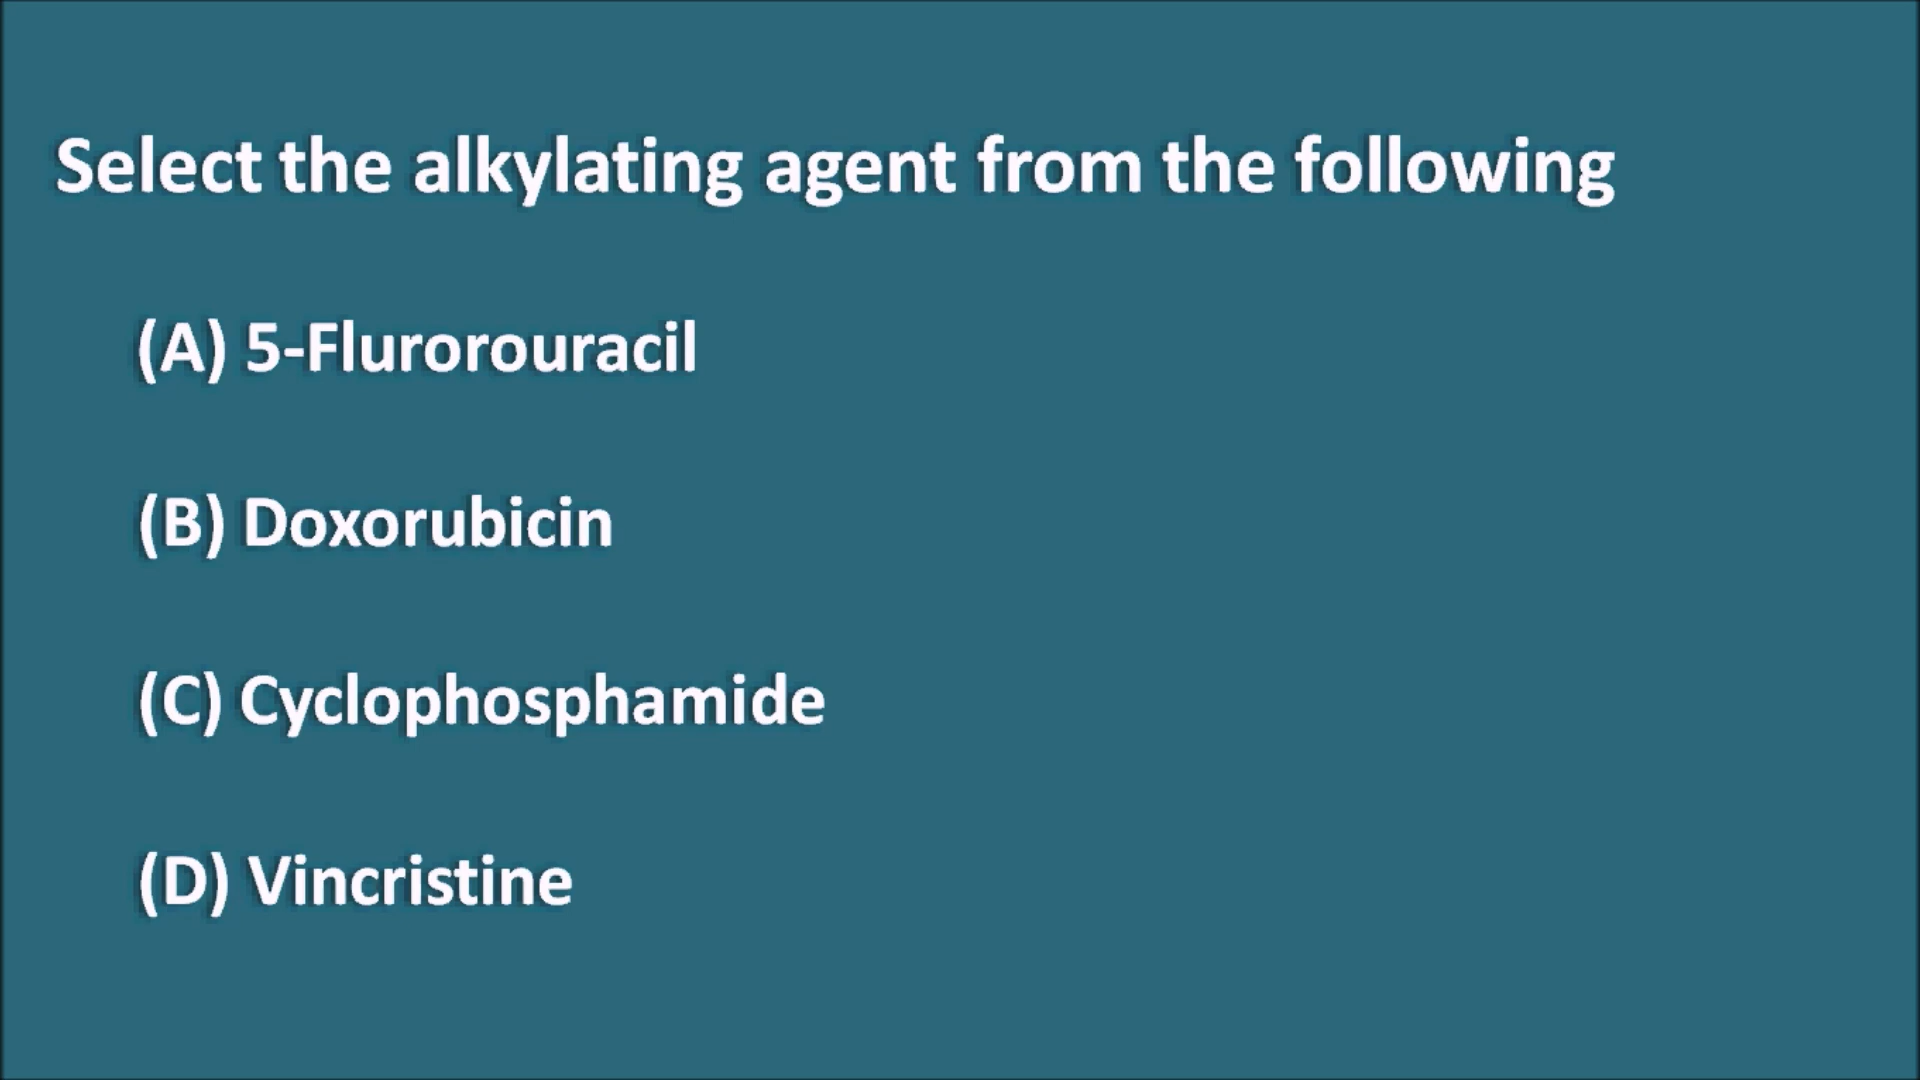 Select the alkylating agent from the following
(A) 5-Flurorouracil
(B) Doxorubicin
(C) Cyclophosphamide
(D) Vincristine